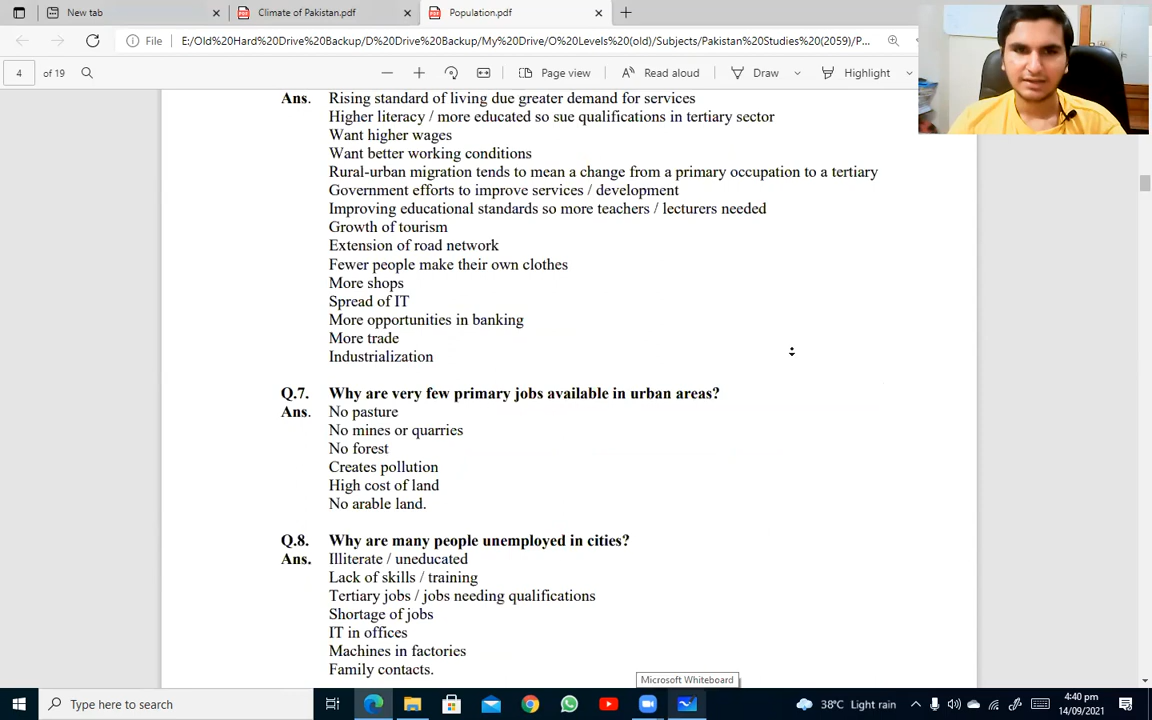 New tab
Climate of Pakistan.pdf
Population.pdf
File
E:/Old%20Hard%20Drive%20Backup/D%20Drive%20Backup/My%20Drive/O%20Levels%20(old)/Subjects/Pakistan%20Studies%20(2059)/P...
4 of 19
Page view
Read aloud
Draw
Highlight
Ans. Rising standard of living due greater demand for services
Higher literacy / more educated so sue qualifications in tertiary sector
Want higher wages
Want better working conditions
Rural-urban migration tends to mean a change from a primary occupation to a tertiary
Government efforts to improve services / development
Improving educational standards so more teachers / lecturers needed
Growth of tourism
Extension of road network
Fewer people make their own clothes
More shops
Spread of IT
More opportunities in banking
More trade
Industrialization
Q.7. Why are very few primary jobs available in urban areas?
Ans. No pasture
No mines or quarries
No forest
Creates pollution
High cost of land
No arable land.
Q.8. Why are many people unemployed in cities?
Ans. Illiterate / uneducated
Lack of skills / training
Tertiary jobs / jobs needing qualifications
Shortage of jobs
IT in offices
Machines in factories
Family contacts.
Microsoft Whiteboard
Type here to search
38°C Light rain
4:40 pm
14/09/2021